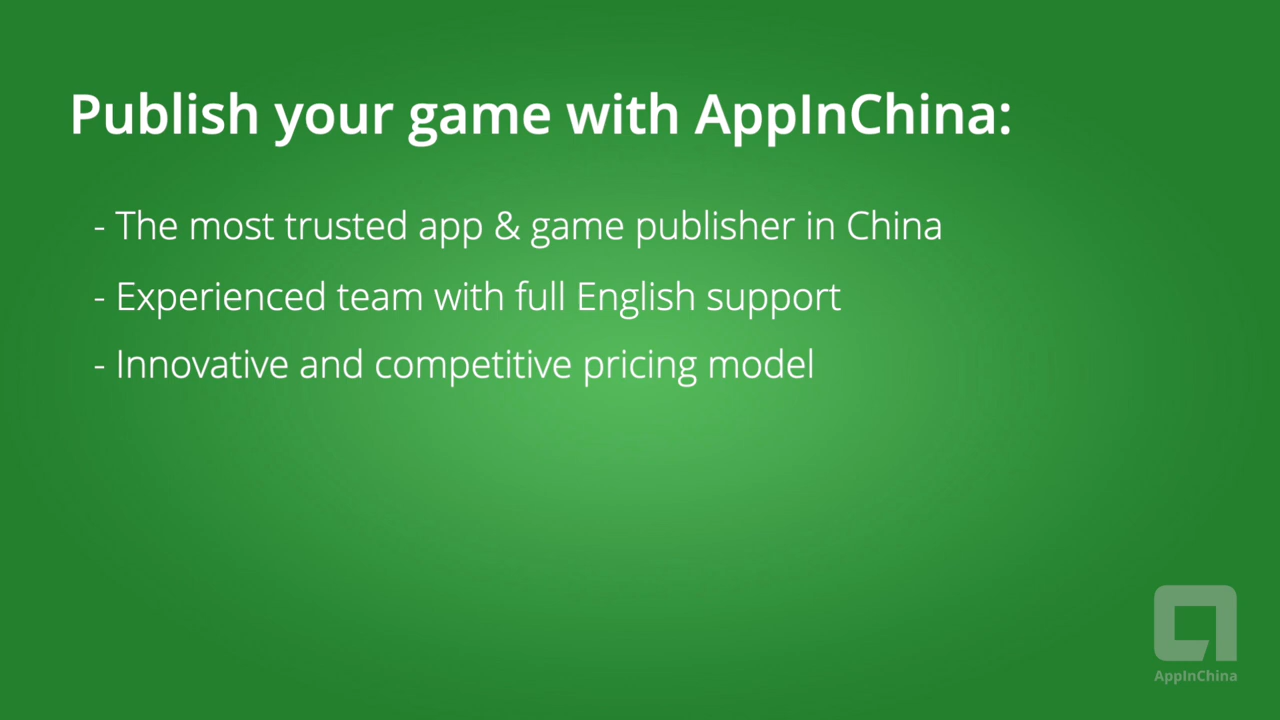 Publish your game with AppInChina:
- The most trusted app & game publisher in China
- Experienced team with full English support
- Innovative and competitive pricing model
AppInChina